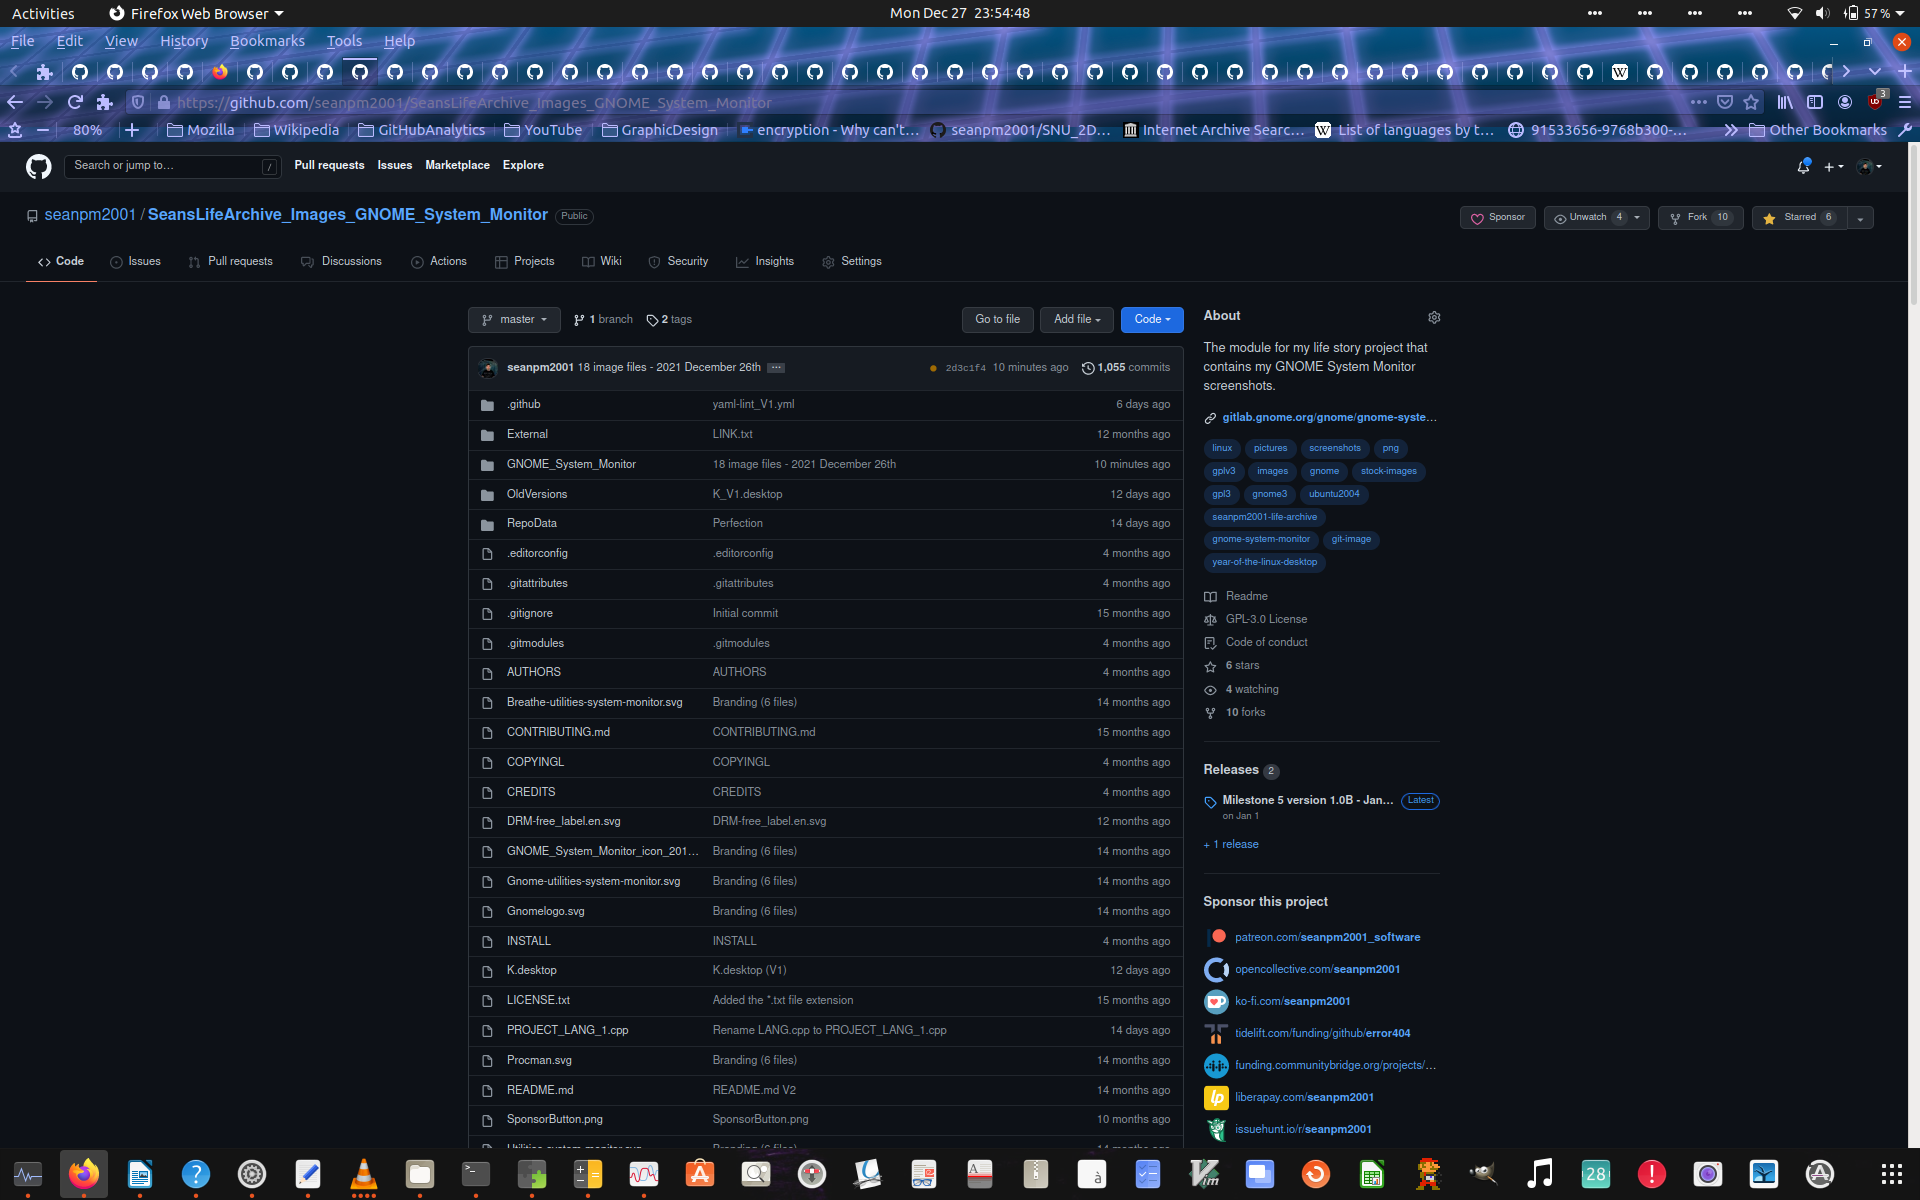 Activities Firefox Web Browser Mon Dec 27 23:54:48 57 %
File Edit View History Bookmarks Tools Help
https://github.com/seanpm2001/SeansLifeArchive_Images_GNOME_System_Monitor 3
80% Mozilla Wikipedia GitHubAnalytics YouTube GraphicDesign encryption - Why can't… seanpm2001/SNU_2D… Internet Archive Searc… List of languages by t… 91533656-9768b300-… Other Bookmarks
Search or jump to… / Pull requests Issues Marketplace Explore
seanpm2001 / SeansLifeArchive_Images_GNOME_System_Monitor Public
Sponsor Unwatch 4 Fork 10 Starred 6
Code Issues Pull requests Discussions Actions Projects Wiki Security Insights Settings
master 1 branch 2 tags Go to file Add file Code
seanpm2001 18 image files - 2021 December 26th ... 2d3c1f4 10 minutes ago 1,055 commits
.github yaml-lint_V1.yml 6 days ago
External LINK.txt 12 months ago
GNOME_System_Monitor 18 image files - 2021 December 26th 10 minutes ago
OldVersions K_V1.desktop 12 days ago
RepoData Perfection 14 days ago
.editorconfig .editorconfig 4 months ago
.gitattributes .gitattributes 4 months ago
.gitignore Initial commit 15 months ago
.gitmodules .gitmodules 4 months ago
AUTHORS AUTHORS 4 months ago
Breathe-utilities-system-monitor.svg Branding (6 files) 14 months ago
CONTRIBUTING.md CONTRIBUTING.md 15 months ago
COPYINGL COPYINGL 4 months ago
CREDITS CREDITS 4 months ago
DRM-free_label.en.svg DRM-free_label.en.svg 12 months ago
GNOME_System_Monitor_icon_201… Branding (6 files) 14 months ago
Gnome-utilities-system-monitor.svg Branding (6 files) 14 months ago
Gnomelogo.svg Branding (6 files) 14 months ago
INSTALL INSTALL 4 months ago
K.desktop K.desktop (V1) 12 days ago
LICENSE.txt Added the *.txt file extension 15 months ago
PROJECT_LANG_1.cpp Rename LANG.cpp to PROJECT_LANG_1.cpp 14 days ago
Procman.svg Branding (6 files) 14 months ago
README.md README.md V2 14 months ago
SponsorButton.png SponsorButton.png 10 months ago
About
The module for my life story project that
contains my GNOME System Monitor
screenshots.
gitlab.gnome.org/gnome/gnome-syste…
linux pictures screenshots png
gplv3 images gnome stock-images
gpl3 gnome3 ubuntu2004
seanpm2001-life-archive
gnome-system-monitor git-image
year-of-the-linux-desktop
Readme
GPL-3.0 License
Code of conduct
6 stars
4 watching
10 forks
Releases 2
Milestone 5 version 1.0B - Jan… Latest
on Jan 1
+ 1 release
Sponsor this project
patreon.com/seanpm2001_software
opencollective.com/seanpm2001
ko-fi.com/seanpm2001
tidelift.com/funding/github/error404
funding.communitybridge.org/projects/…
liberapay.com/seanpm2001
issuehunt.io/r/seanpm2001
28